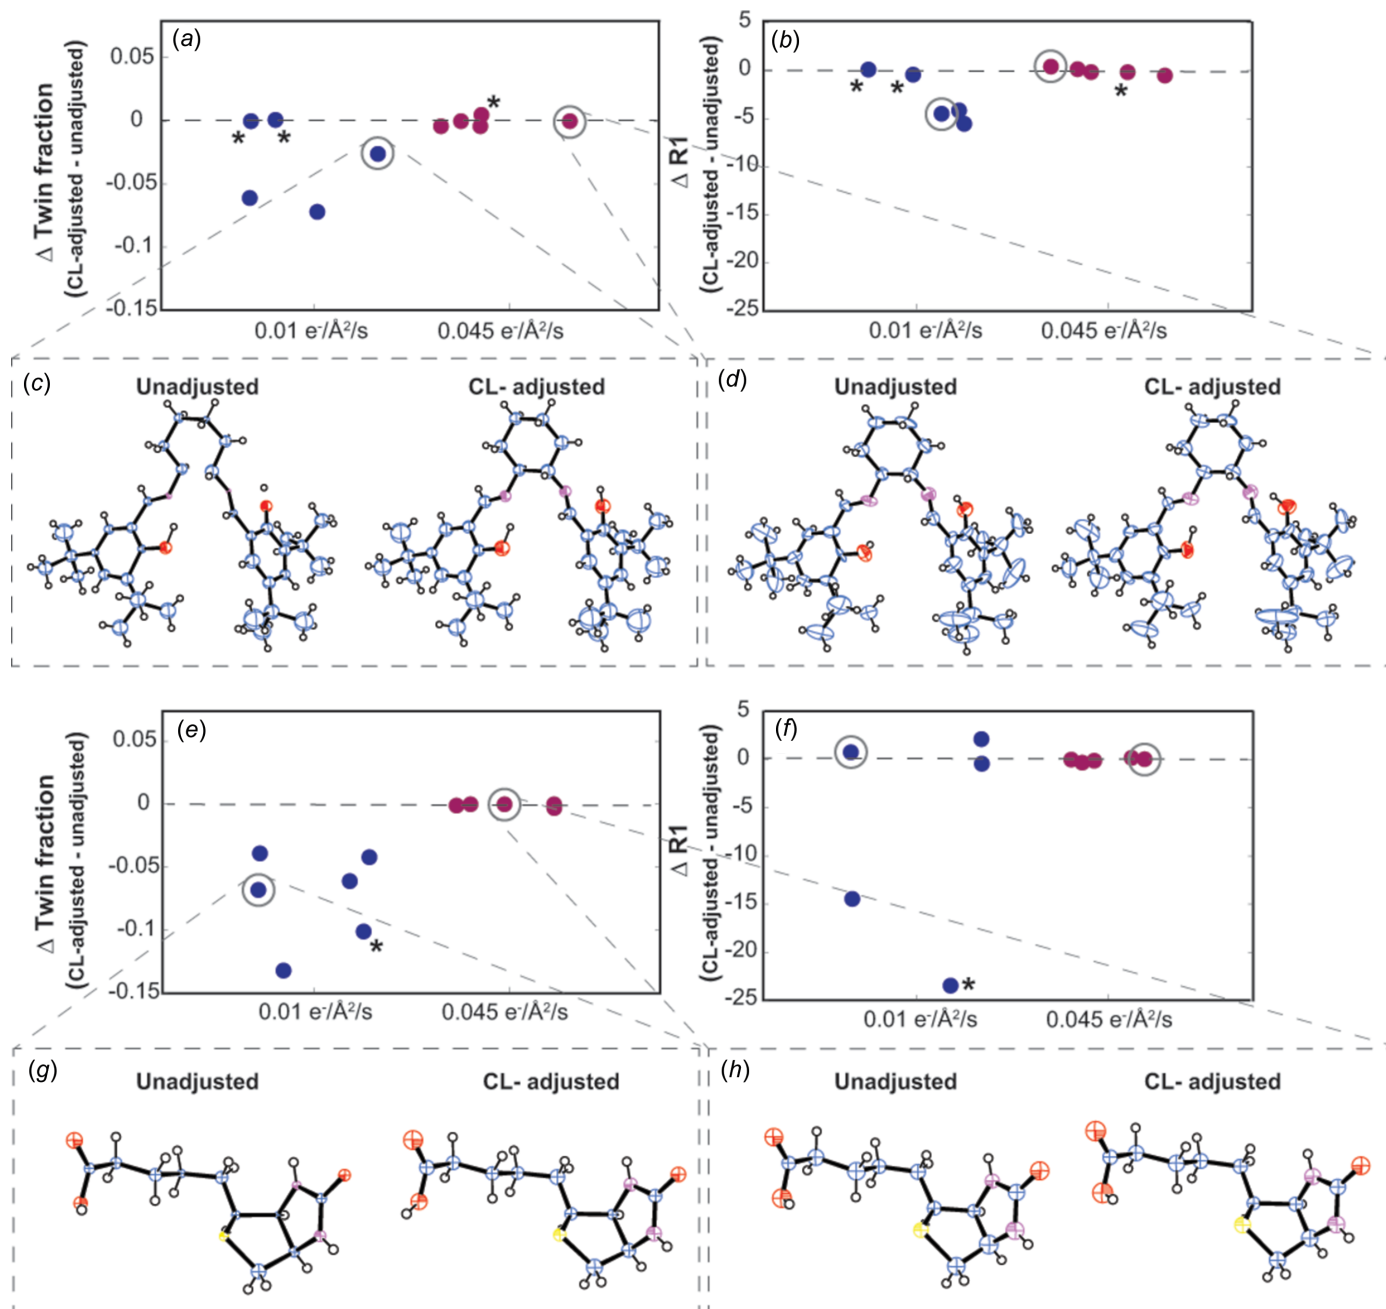 (a)
0.05
0
-0.05
-0.1
-0.15
Δ Twin fraction
(CL-adjusted - unadjusted)
*
*
*
0.01 e⁻/Å²/s
0.045 e⁻/Å²/s
(b)
5
0
-5
-10
-15
-20
-25
Δ R1
(CL-adjusted - unadjusted)
*
*
*
0.01 e⁻/Å²/s
0.045 e⁻/Å²/s
(c)
Unadjusted
CL- adjusted
(d)
Unadjusted
CL- adjusted
(e)
0.05
0
-0.05
-0.1
-0.15
Δ Twin fraction
(CL-adjusted - unadjusted)
*
0.01 e⁻/Å²/s
0.045 e⁻/Å²/s
(f)
5
0
-5
-10
-15
-20
-25
Δ R1
(CL-adjusted - unadjusted)
*
0.01 e⁻/Å²/s
0.045 e⁻/Å²/s
(g)
Unadjusted
CL- adjusted
(h)
Unadjusted
CL- adjusted